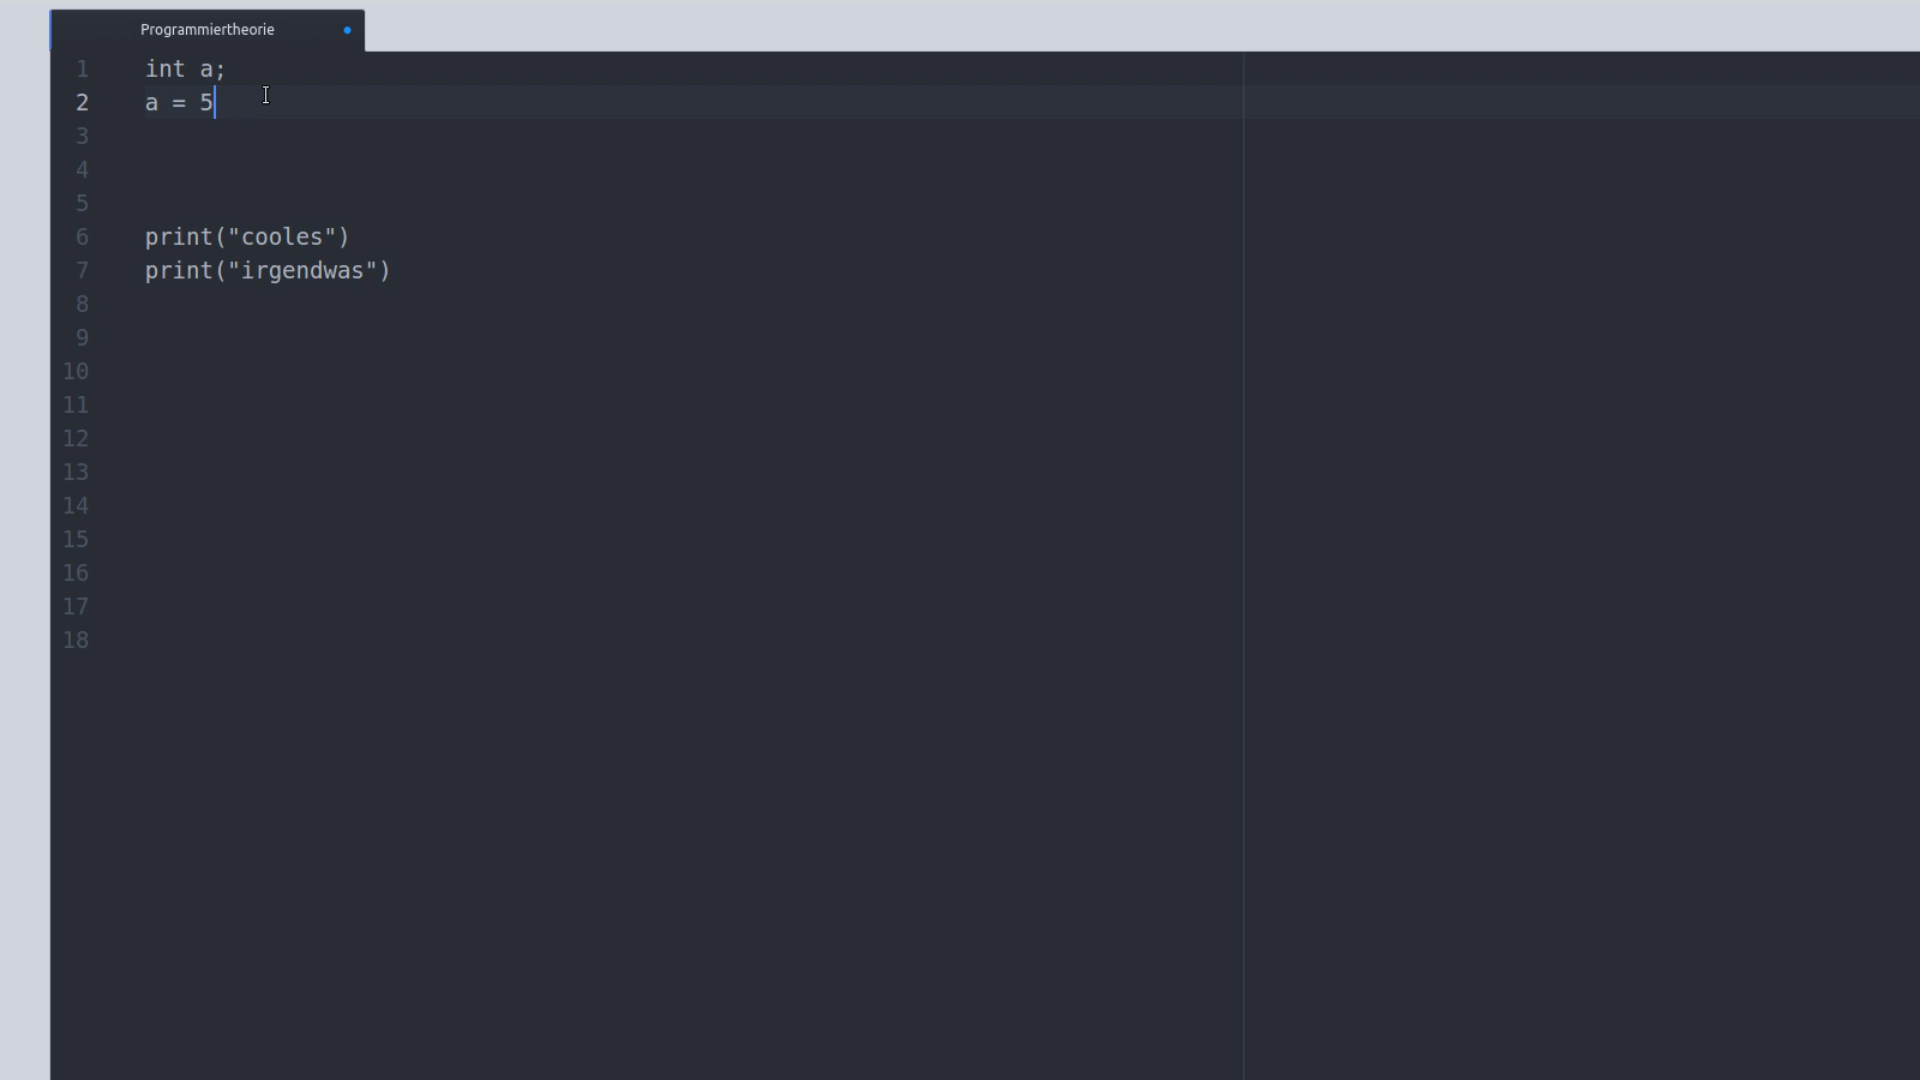 Programmiertheorie
1 int a;
2 a = 5
3
4
5
6 print("cooles")
7 print("irgendwas")
8
9
10
11
12
13
14
15
16
17
18